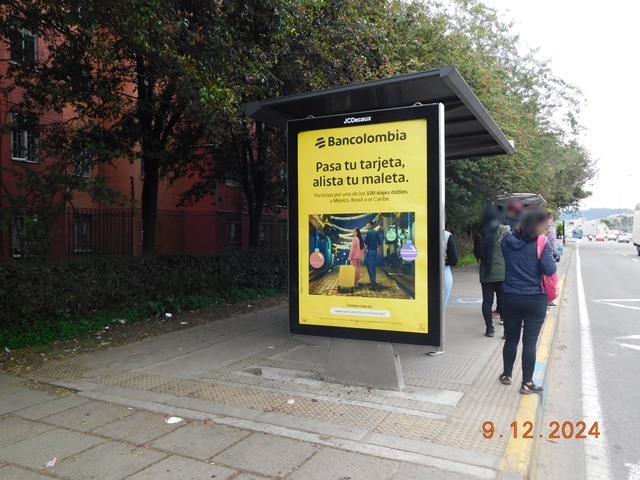 JCDecaux
Bancolombia
Pasa tu tarjeta,
alista tu maleta.
Participa por uno de los 100 viajes dobles
a México, Brasil o el Caribe.
9.12.2024